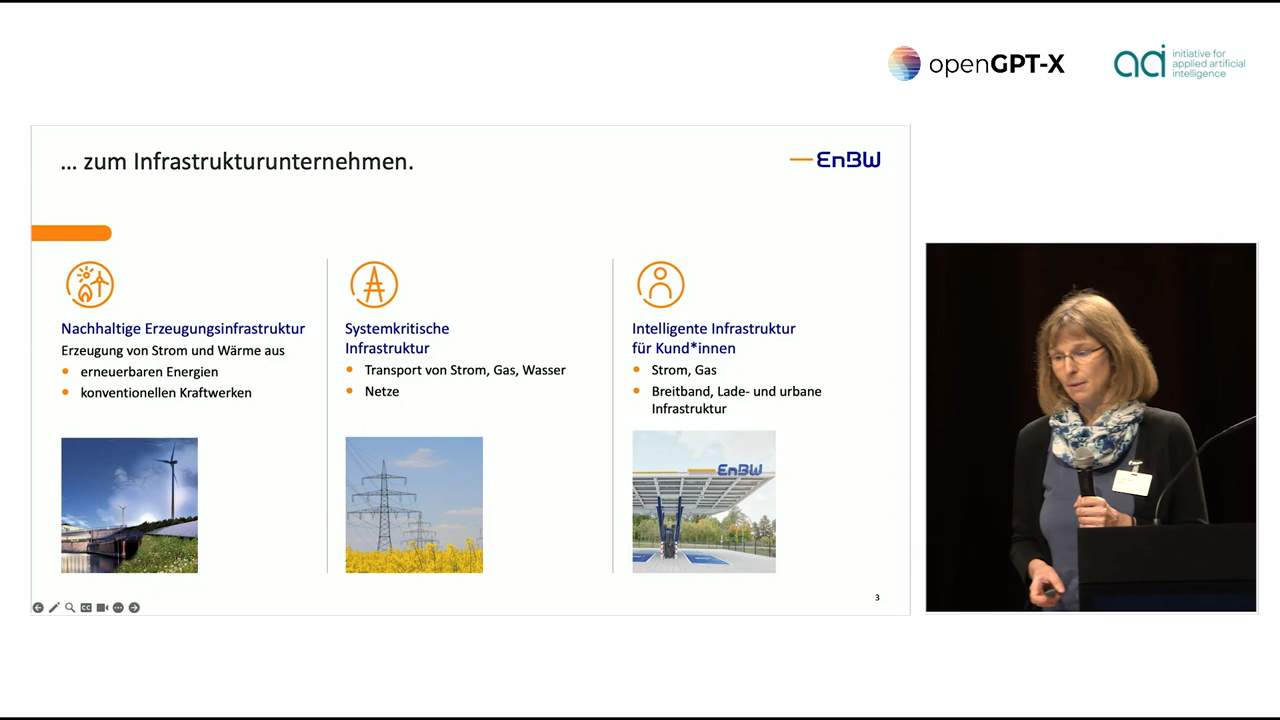 openGPT-X
aai initiative for
applied artificial
intelligence
... zum Infrastrukturunternehmen.
EnBW
Nachhaltige Erzeugungsinfrastruktur
Erzeugung von Strom und Wärme aus
• erneuerbaren Energien
• konventionellen Kraftwerken
Systemkritische
Infrastruktur
• Transport von Strom, Gas, Wasser
• Netze
Intelligente Infrastruktur
für Kund*innen
• Strom, Gas
• Breitband, Lade- und urbane
Infrastruktur
EnBW
3
CC